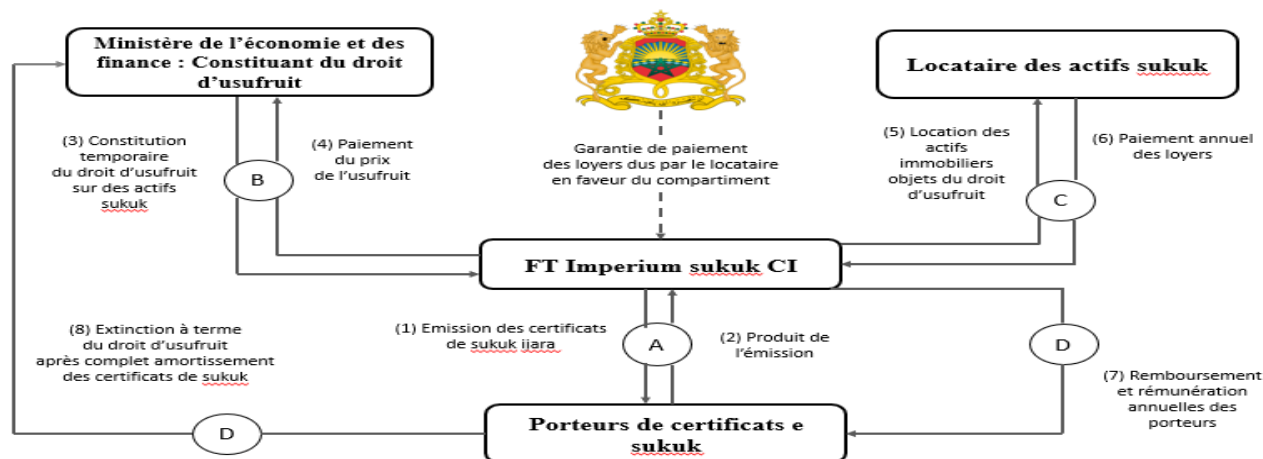 Ministère de l'économie et des
finance : Constituant du droit
d'usufruit
Locataire des actifs sukuk
(3) Constitution
temporaire
du droit d'usufruit
sur des actifs
sukuk
B
(4) Paiement
du prix
de l'usufruit
Garantie de paiement
des loyers dus par le locataire
en faveur du compartiment
(5) Location des
actifs
immobiliers
objets du droit
d'usufruit
C
(6) Paiement annuel
des loyers
FT Imperium sukuk CI
(8) Extinction à terme
du droit d'usufruit
après complet amortissement
des certificats de sukuk
(1) Emission des certificats
de sukuk ijara
A
(2) Produit de
l'émission
D
(7) Remboursement
et rémunération
annuelles des
porteurs
D
Porteurs de certificats e
sukuk